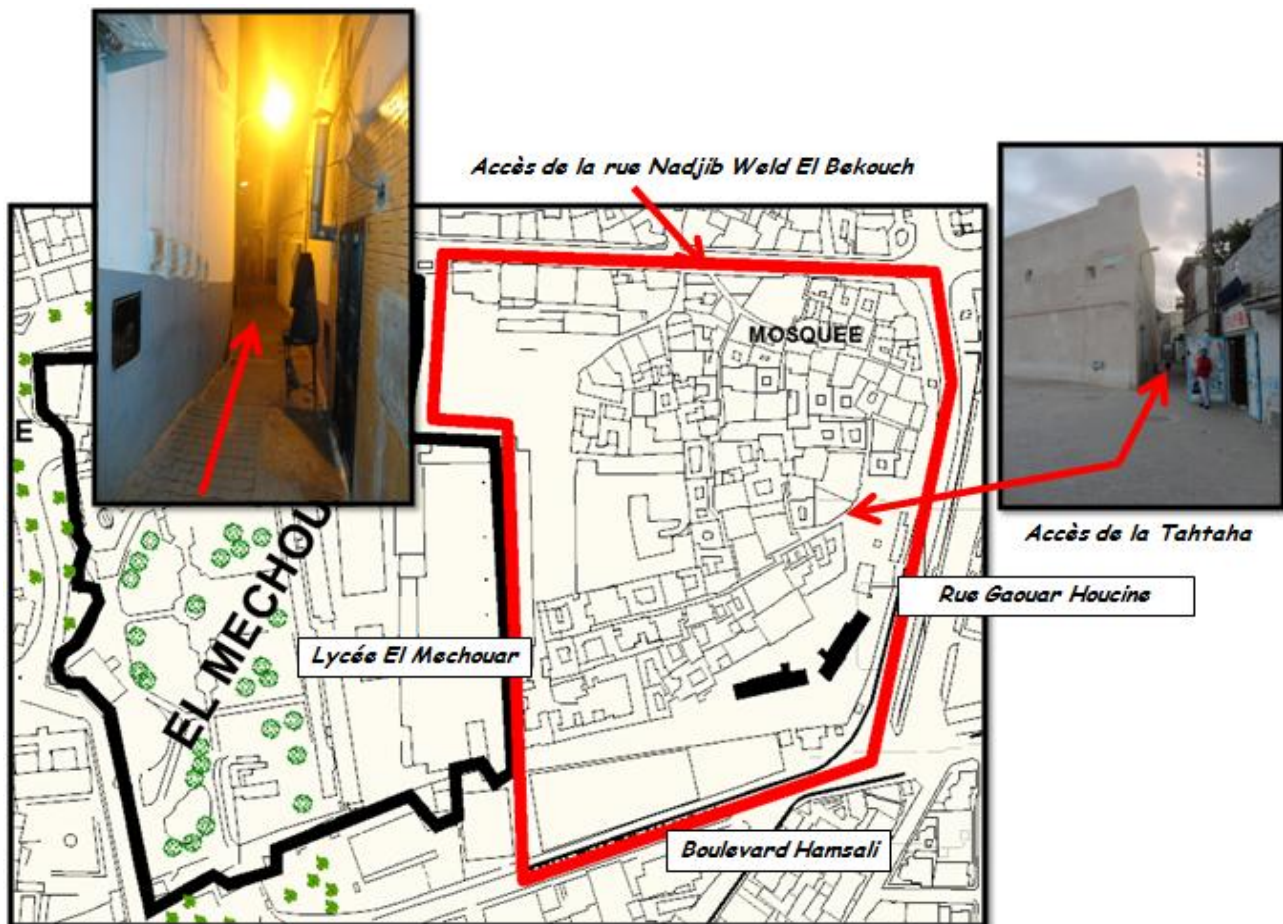 Accès de la rue Nadjib Weld El Bekouch
MOSQUEE
E
Accès de la Tahtaha
Rue Gaouar Houcine
Lycée El Mechouar
EL MECHOU
Boulevard Hamsali